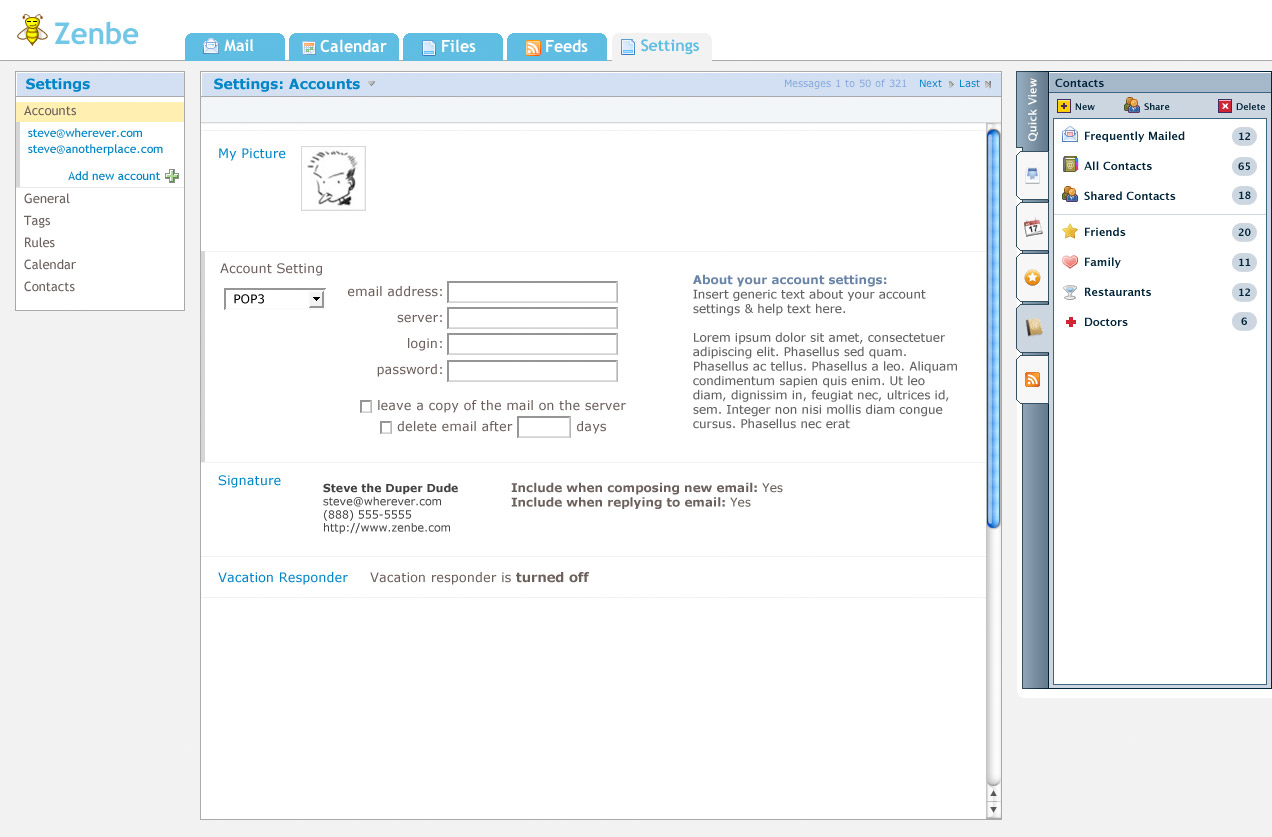 Zenbe
Mail
Calendar
Files
Feeds
Settings
Settings
Accounts
steve@wherever.com
steve@anotherplace.com
Add new account
General
Tags
Rules
Calendar
Contacts
Settings: Accounts
Messages 1 to 50 of 321 Next Last
My Picture
Account Setting
POP3
email address:
server:
login:
password:
leave a copy of the mail on the server
delete email after days
About your account settings:
Insert generic text about your account
settings & help text here.
Lorem ipsum dolor sit amet, consectetuer
adipiscing elit. Phasellus sed quam.
Phasellus ac tellus. Phasellus a leo. Aliquam
condimentum sapien quis enim. Ut leo
diam, dignissim in, feugiat nec, ultrices id,
sem. Integer non nisi mollis diam congue
cursus. Phasellus nec erat
Signature
Steve the Duper Dude
steve@wherever.com
(888) 555-5555
http://www.zenbe.com
Include when composing new email: Yes
Include when replying to email: Yes
Vacation Responder
Vacation responder is turned off
Quick View
17
Contacts
New Share Delete
Frequently Mailed 12
All Contacts 65
Shared Contacts 18
Friends 20
Family 11
Restaurants 12
Doctors 6